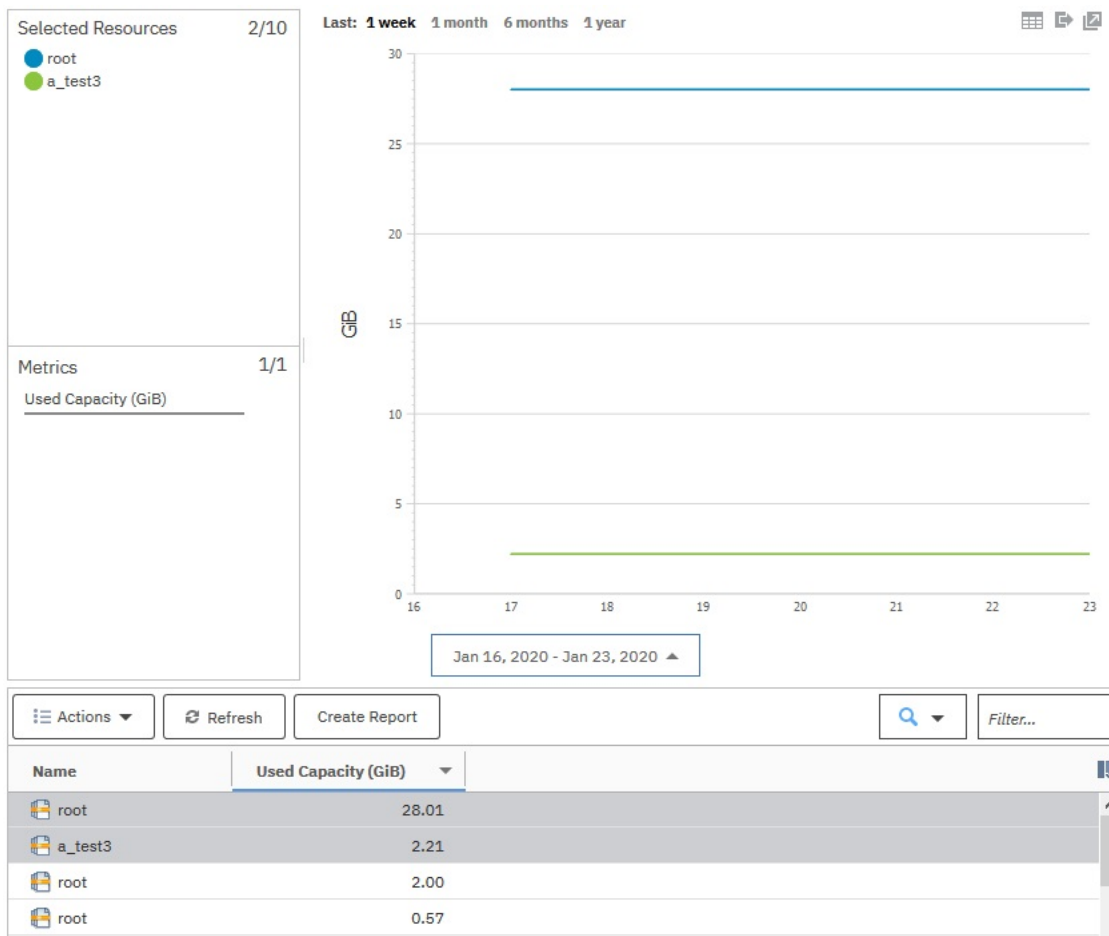 Selected Resources 2/10
root
a_test3
Metrics 1/1
Used Capacity (GiB)
Last: 1 week 1 month 6 months 1 year
30
25
20
GiB
15
10
5
0
16 17 18 19 20 21 22 23
Jan 16, 2020 - Jan 23, 2020
Actions Refresh Create Report Filter...
Name Used Capacity (GiB)
root 28.01
a_test3 2.21
root 2.00
root 0.57